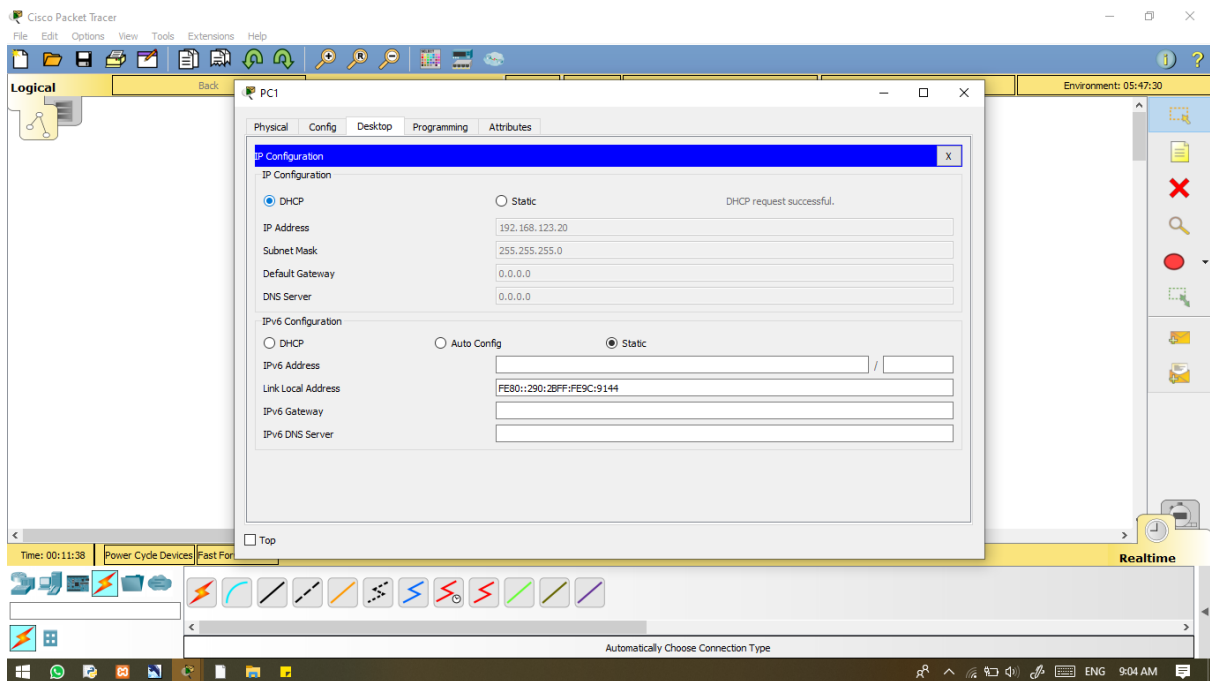 Cisco Packet Tracer
File Edit Options View Tools Extensions Help
Logical
Back
Environment: 05:47:30
PC1
Physical Config Desktop Programming Attributes
IP Configuration
X
IP Configuration
DHCP
Static
DHCP request successful.
IP Address
192.168.123.20
Subnet Mask
255.255.255.0
Default Gateway
0.0.0.0
DNS Server
0.0.0.0
IPv6 Configuration
DHCP
Auto Config
Static
IPv6 Address
/
Link Local Address
FE80::290:2BFF:FE9C:9144
IPv6 Gateway
IPv6 DNS Server
Top
Time: 00:11:38
Power Cycle Devices
Fast For
Realtime
Automatically Choose Connection Type
ENG 9:04 AM